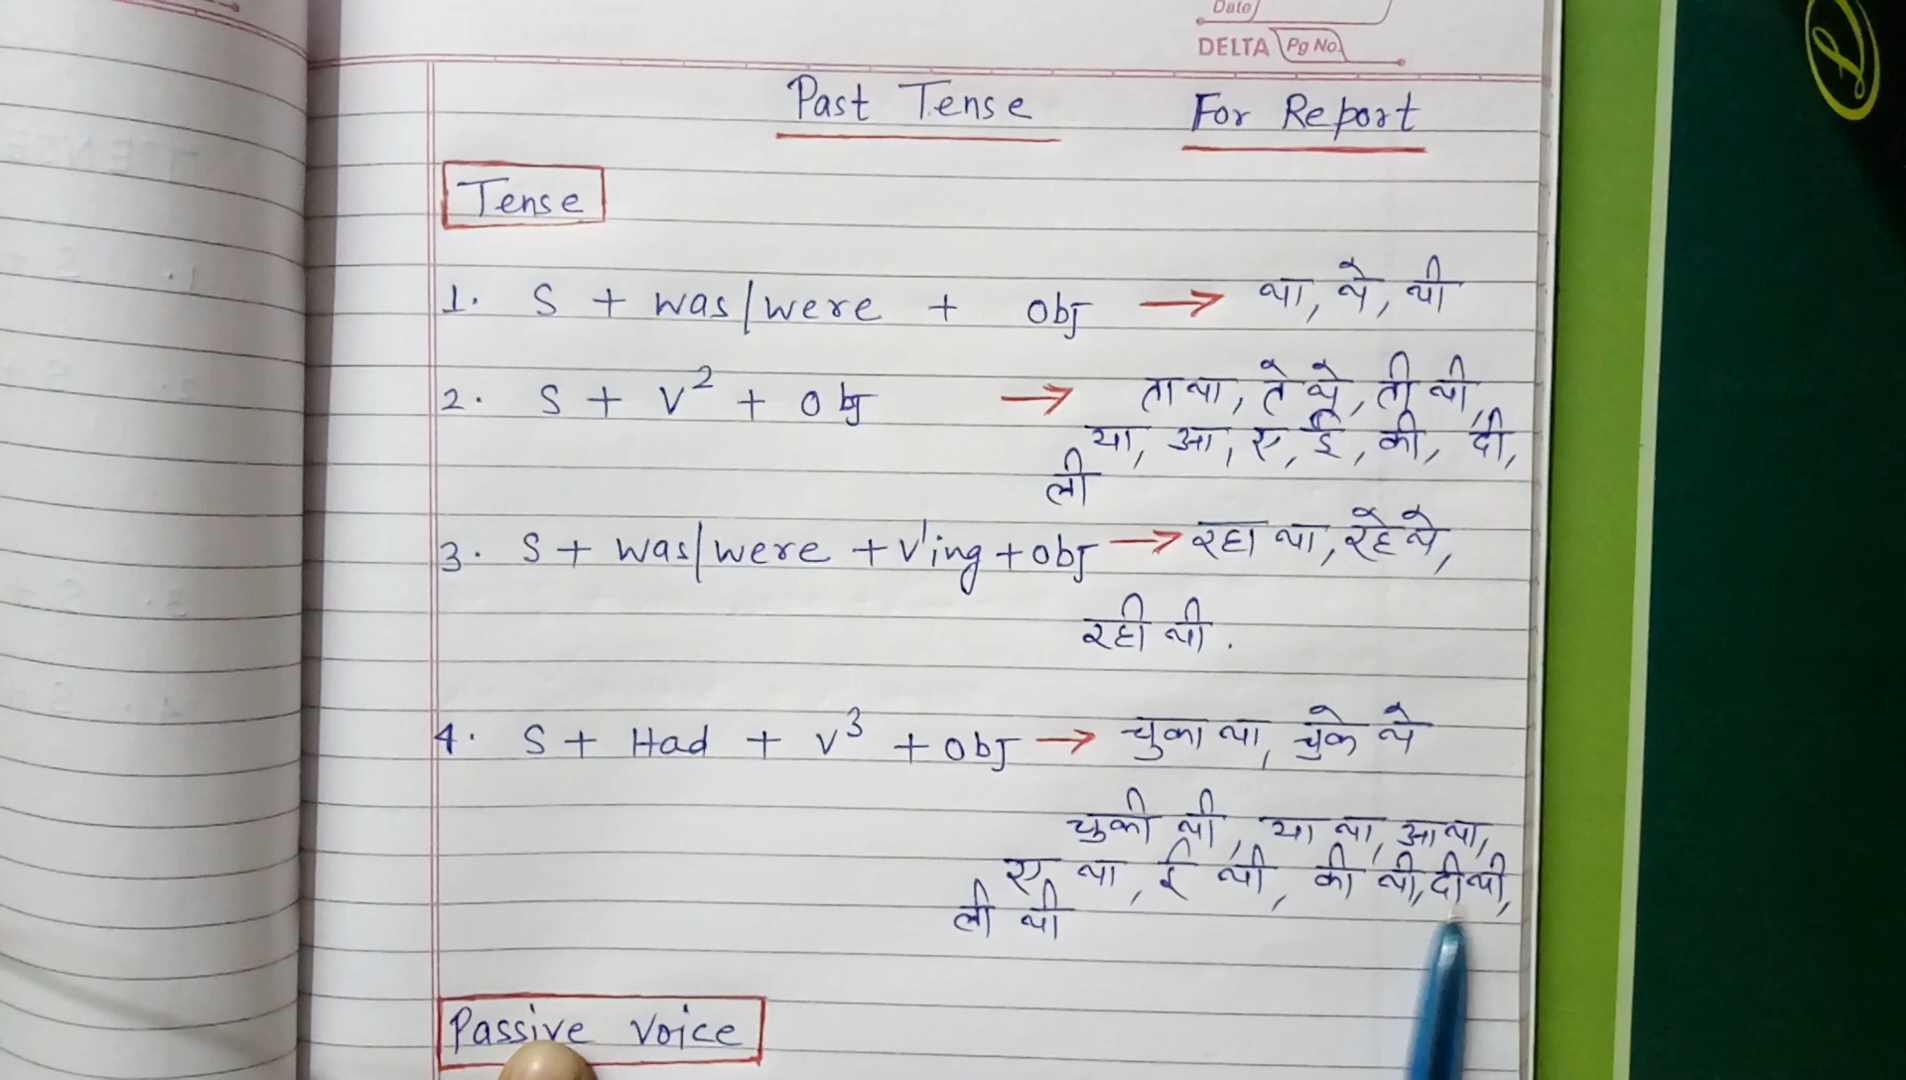 Date
DELTA Pg No.
Past Tense For Report
Tense
1. S + was/were + obj → था, थे, थी
2. S + V² + obj → ता था, ते थे, ती थी,
या, आ, ए, ई, की, दी,
ली
3. S + was/were + V¹ing + obj → रहा था, रहे थे,
रही थी.
4. S + Had + V³ + obj → चुका था, चुके थे
चुकी थी, या था, आ था,
ए था, ई थी, की थी, दी थी,
ली थी
Passive Voice